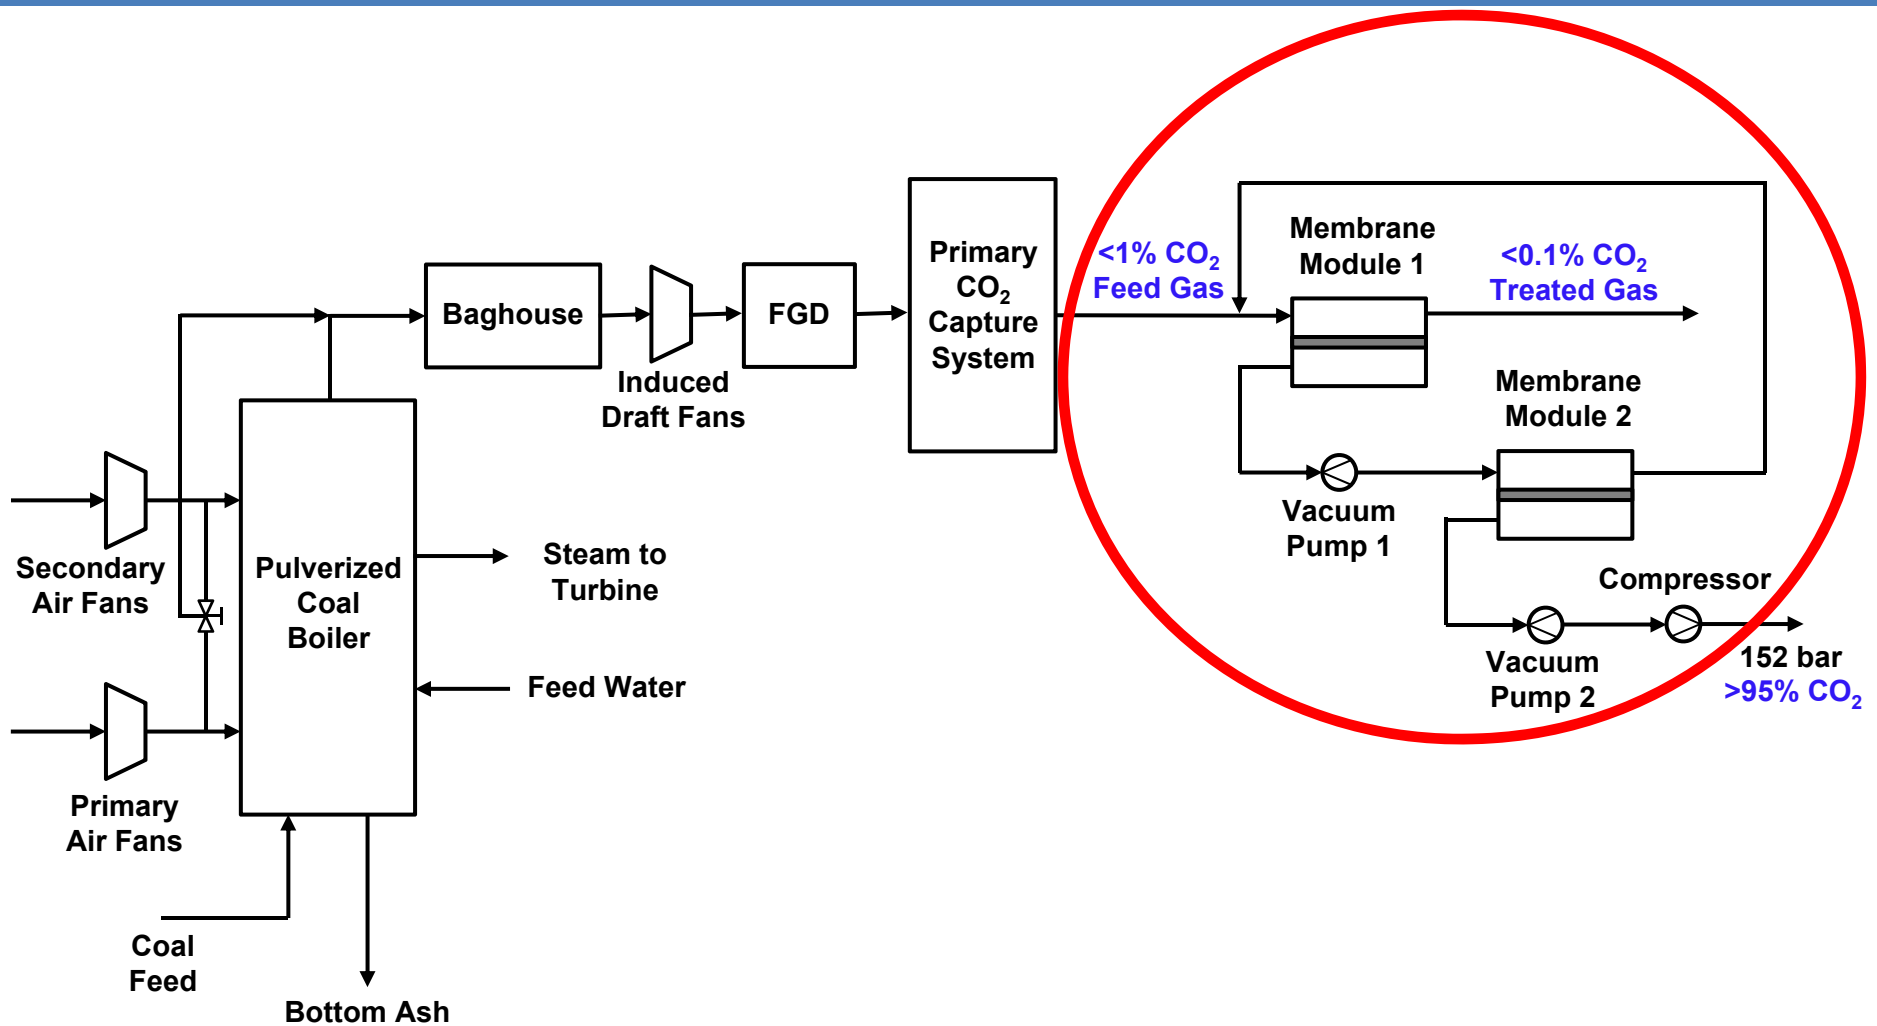 Membrane
Module 1
<1% CO₂
Feed Gas
<0.1% CO₂
Treated Gas
Primary
CO₂
Capture
System
Baghouse
FGD
Induced
Draft Fans
Membrane
Module 2
Vacuum
Pump 1
Secondary
Air Fans
Pulverized
Coal
Boiler
Steam to
Turbine
Compressor
Feed Water
Vacuum
Pump 2
152 bar
>95% CO₂
Primary
Air Fans
Coal
Feed
Bottom Ash